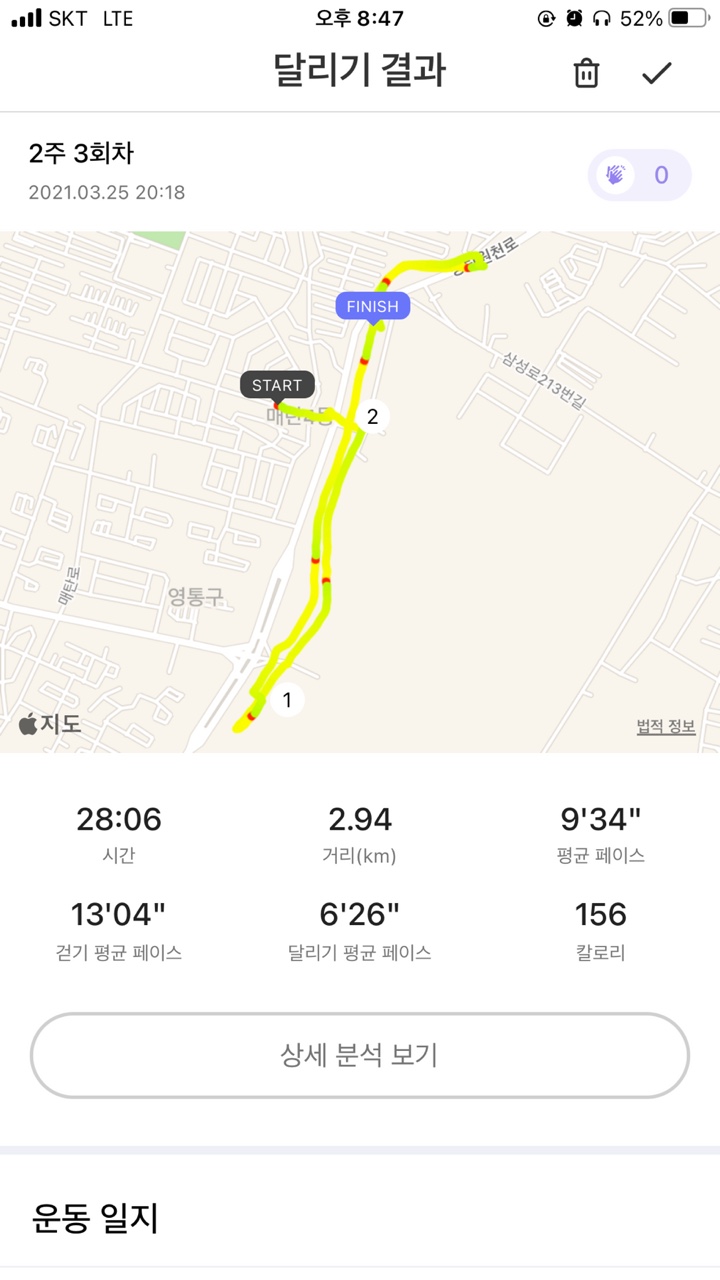 SKT LTE 오후 8:47 52%
달리기 결과
2주 3회차
2021.03.25 20:18
0
원천로
FINISH
삼성로213번길
START
매탄4동
2
매탄로
영통구
1
지도
법적 정보
28:06 2.94 9'34"
시간 거리(km) 평균 페이스
13'04" 6'26" 156
걷기 평균 페이스 달리기 평균 페이스 칼로리
상세 분석 보기
운동 일지